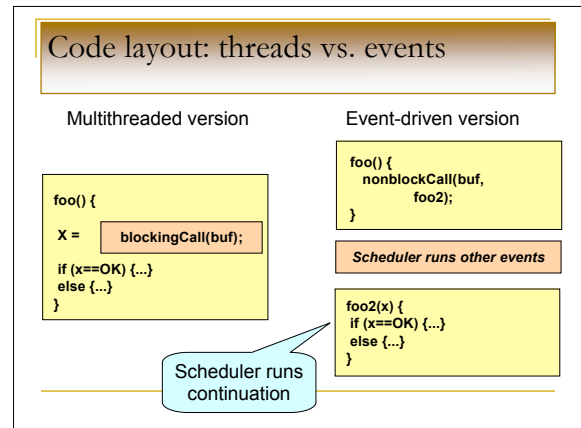 Code layout: threads vs. events
Multithreaded version
foo() {
X = blockingCall(buf);
if (x==OK) {...}
else {...}
}
Event-driven version
foo() {
nonblockCall(buf,
foo2);
}
Scheduler runs other events
foo2(x) {
if (x==OK) {...}
else {...}
}
Scheduler runs
continuation